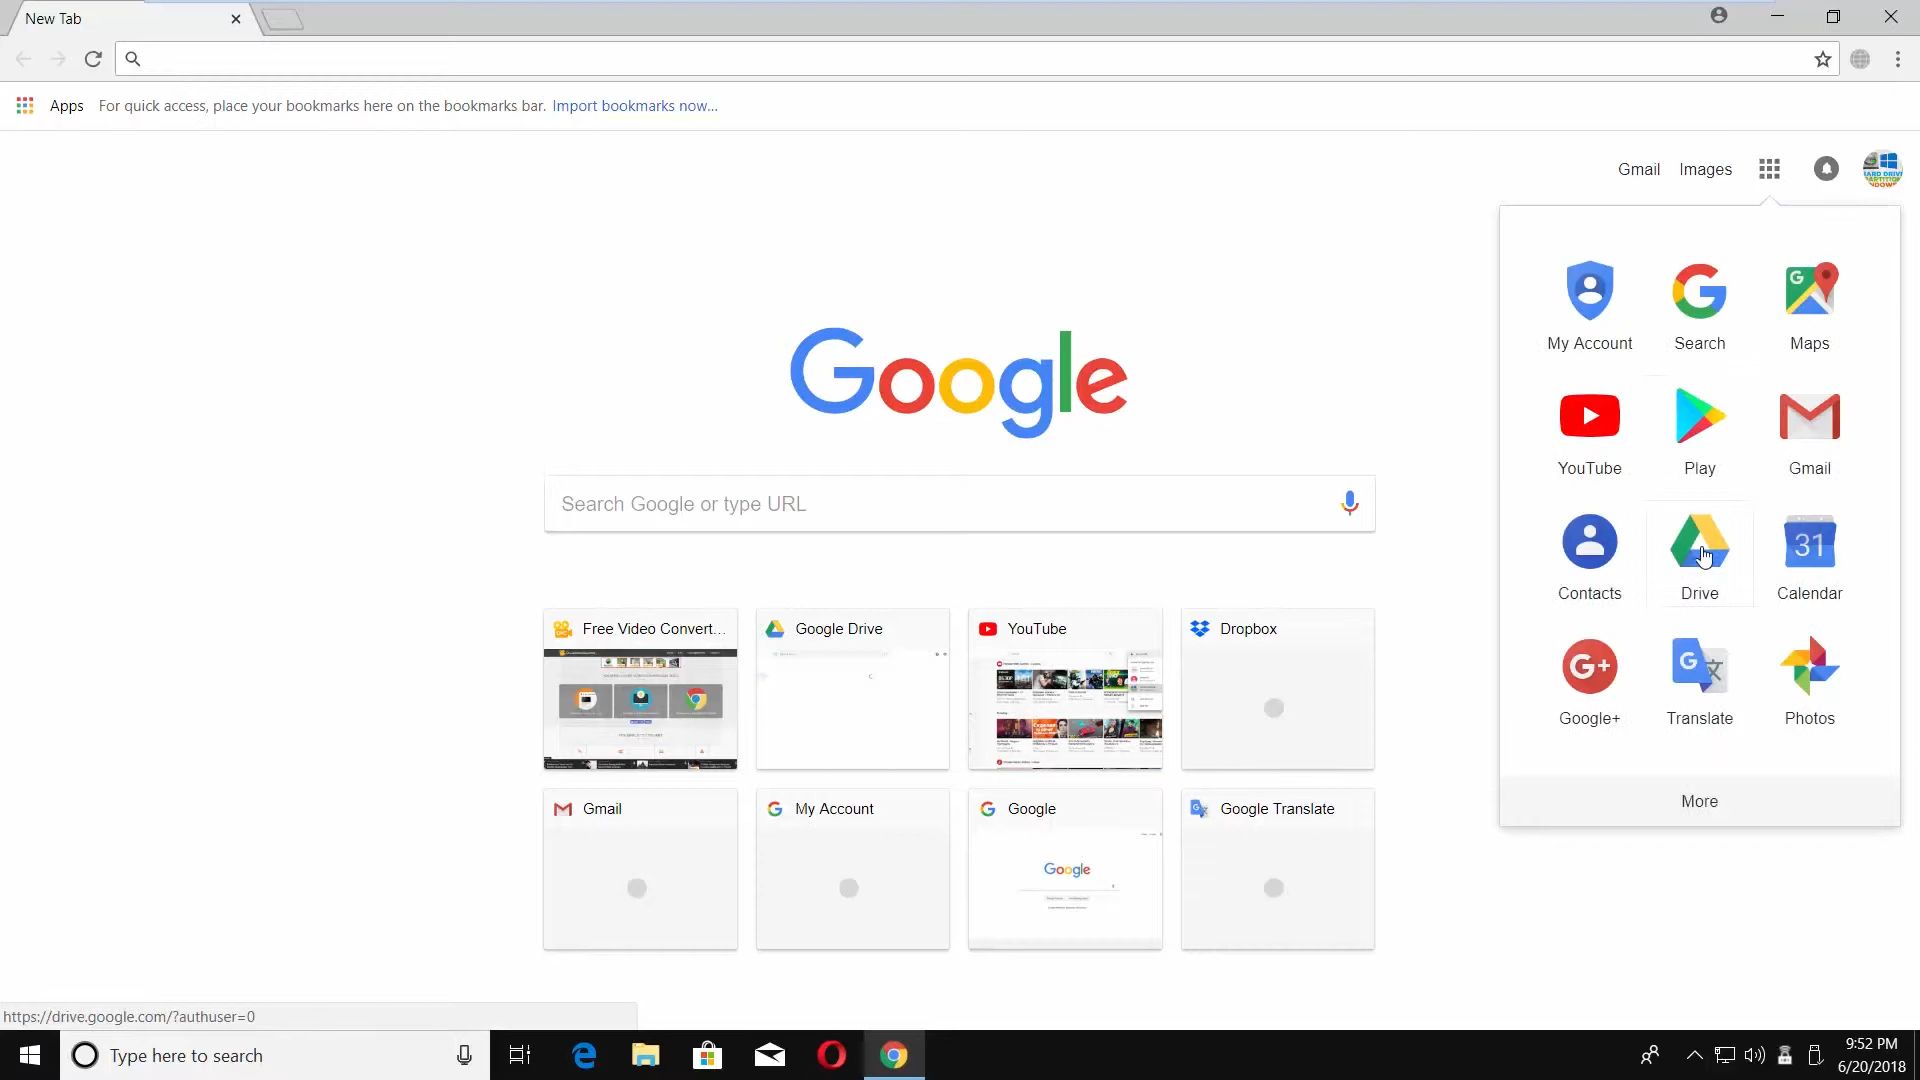 New Tab
Apps For quick access, place your bookmarks here on the bookmarks bar. Import bookmarks now...
Gmail Images
My Account Search Maps
YouTube Play Gmail
Contacts Drive Calendar
31
Google+ Translate Photos
More
Google
Search Google or type URL
Free Video Convert... Google Drive YouTube Dropbox
Gmail My Account Google Google Translate
Google
https://drive.google.com/?authuser=0
Type here to search
9:52 PM
6/20/2018